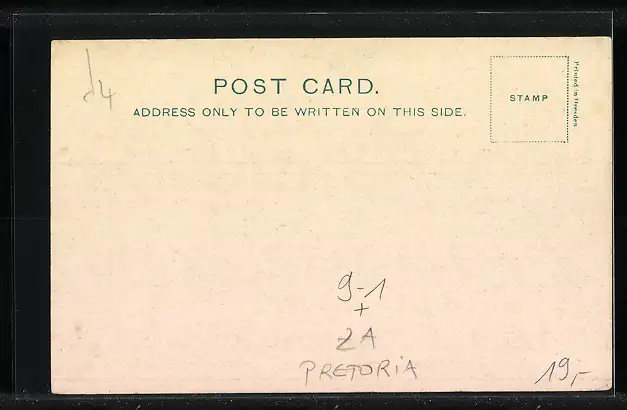 d4
POST CARD.
ADDRESS ONLY TO BE WRITTEN ON THIS SIDE.
STAMP
Printed in Dresden
9-1
+
ZA
PRETORIA
19,-